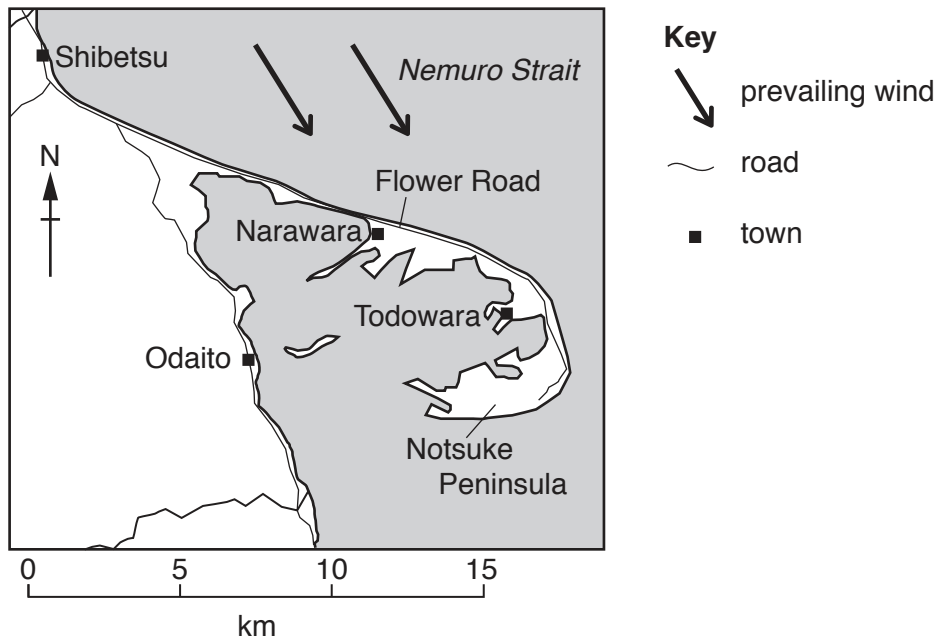 Shibetsu
Nemuro Strait
N
Flower Road
Narawara
Todowara
Odaito
Notsuke
Peninsula
0 5 10 15
km
Key
prevailing wind
road
town